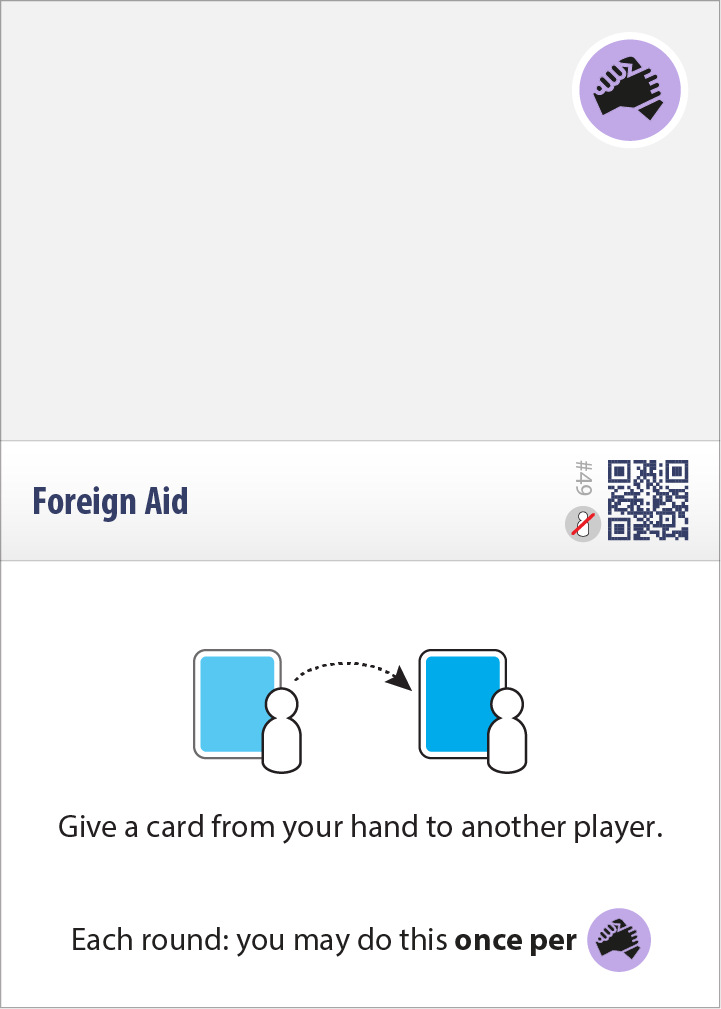 Foreign Aid
#49
Give a card from your hand to another player.
Each round: you may do this once per